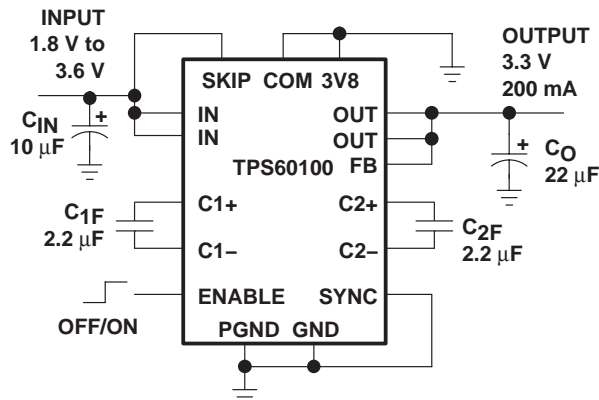 INPUT
1.8 V to
3.6 V
OUTPUT
3.3 V
200 mA
SKIP COM 3V8
IN OUT
IN OUT
TPS60100 FB
CIN
10 µF
CO
22 µF
C1F
2.2 µF
C1+ C2+
C1− C2−
C2F
2.2 µF
ENABLE SYNC
OFF/ON
PGND GND
+
+